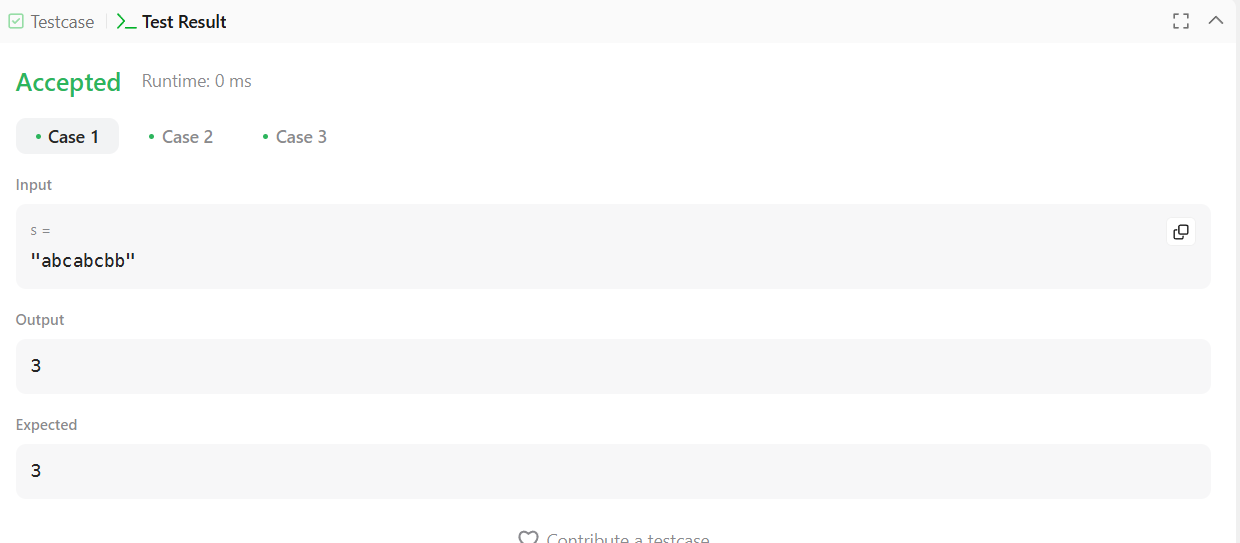 Testcase
Test Result
Accepted Runtime: 0 ms
Case 1 Case 2 Case 3
Input
s =
"abcabcbb"
Output
3
Expected
3
Contribute a testcase